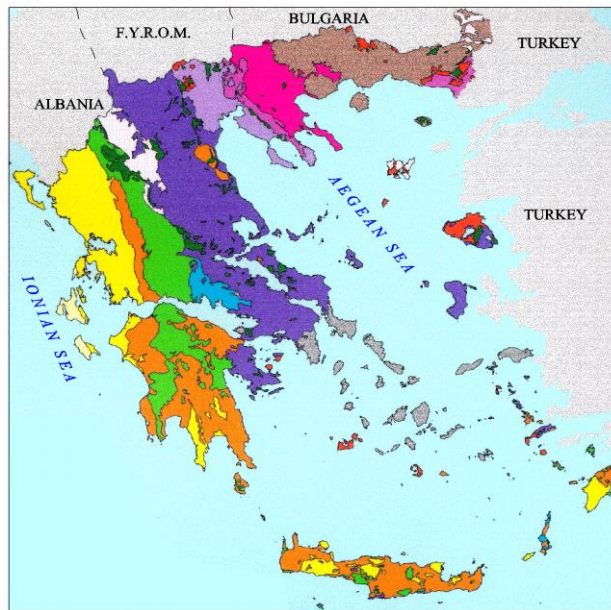 BULGARIA
F.Y.R.O.M.
TURKEY
ALBANIA
AEGEAN SEA
TURKEY
IONIAN SEA